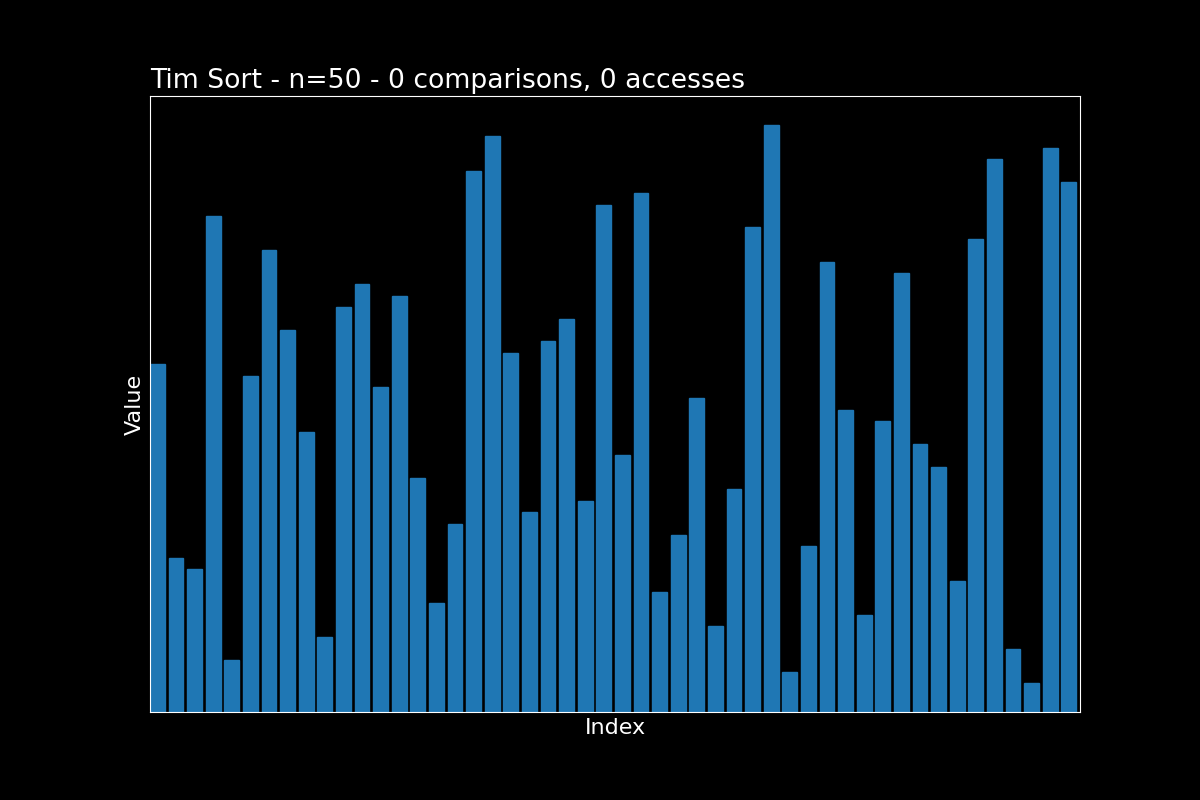 Tim Sort - n=50 - 0 comparisons, 0 accesses
Value
Index